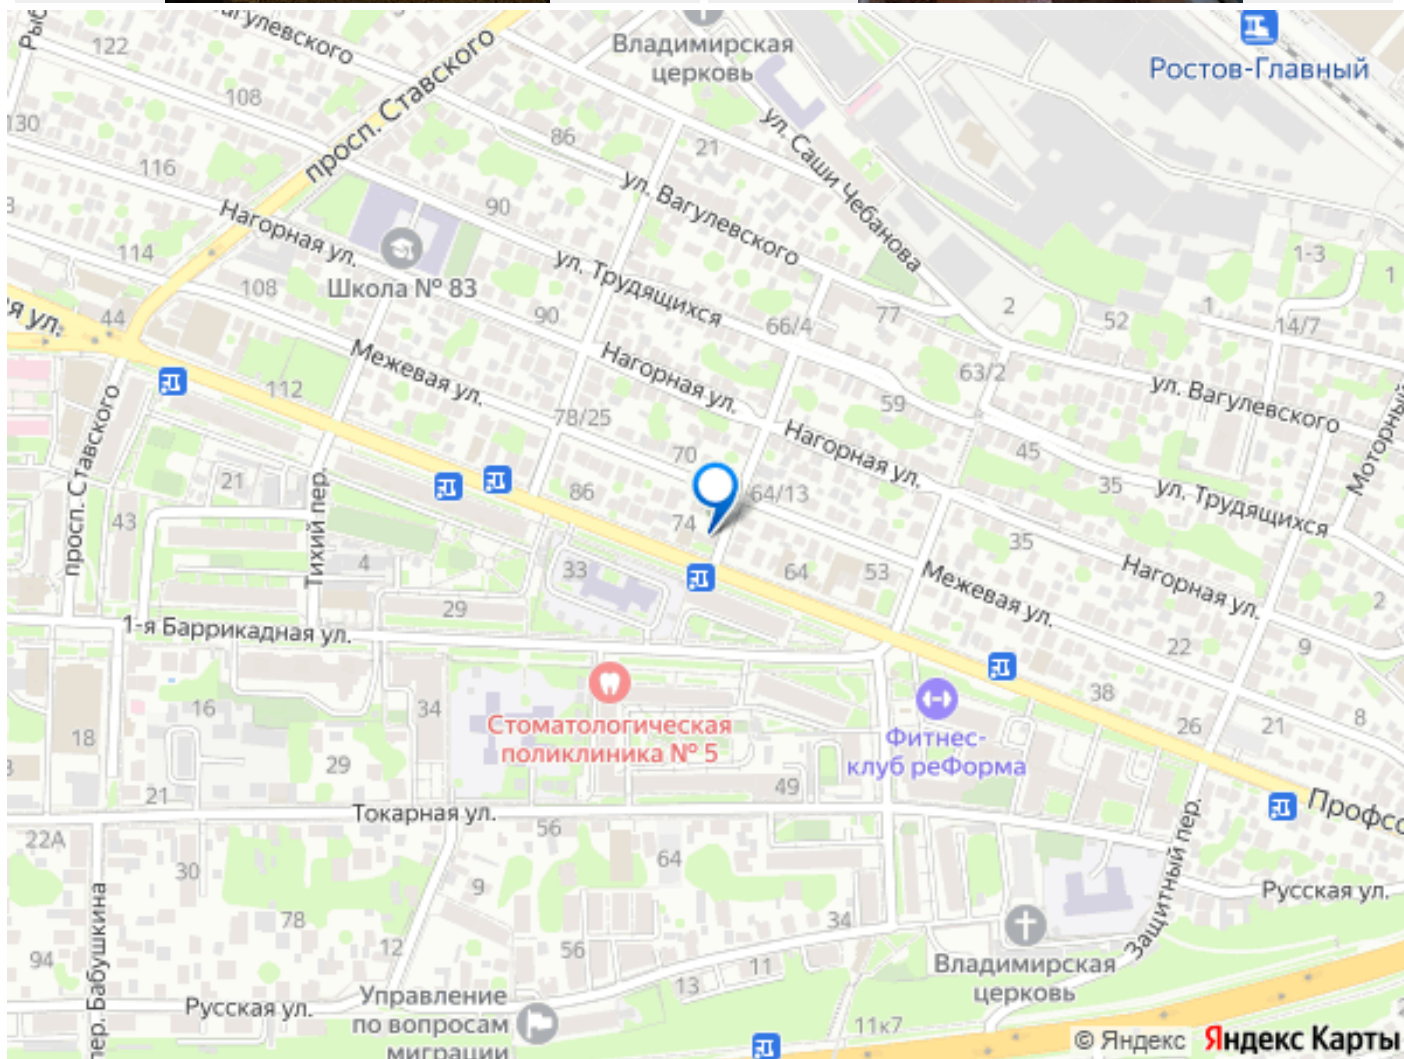 Владимирская
церковь
Ростов-Главный
просп. Ставского
122
108
130
116
86
21
ул. Саши Чебанова
ул. Вагулевского
90
Нагорная ул.
114
108
Школа № 83
ул. Трудящихся
1-3
1
44
90
66/4
77
2
52
1
14/7
Межевая ул.
Нагорная ул.
63/2
ул. Вагулевского
112
78/25
59
Моторный
70
Нагорная ул.
45
просп. Ставского
21
Тихий пер.
86
64/13
35
ул. Трудящихся
43
74
35
4
33
64
53
Межевая ул.
Нагорная ул.
2
29
1-я Баррикадная ул.
22
9
16
34
Стоматологическая
поликлиника № 5
Фитнес-
клуб реФорма
38
26
21
8
18
29
49
21
Токарная ул.
56
Защитный пер.
22А
30
64
9
Русская ул.
пер. Бабушкина
78
12
34
94
56
11
13
Владимирская
церковь
Русская ул.
Управление
по вопросам
миграции
11к7
© Яндекс Яндекс Карты